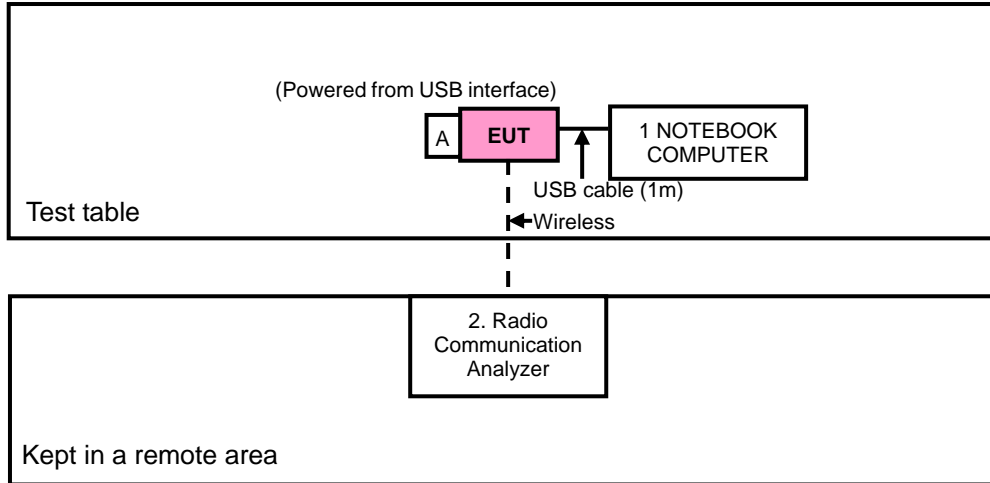 (Powered from USB interface)
A
EUT
1 NOTEBOOK
COMPUTER
USB cable (1m)
Test table
Wireless
2. Radio
Communication
Analyzer
Kept in a remote area